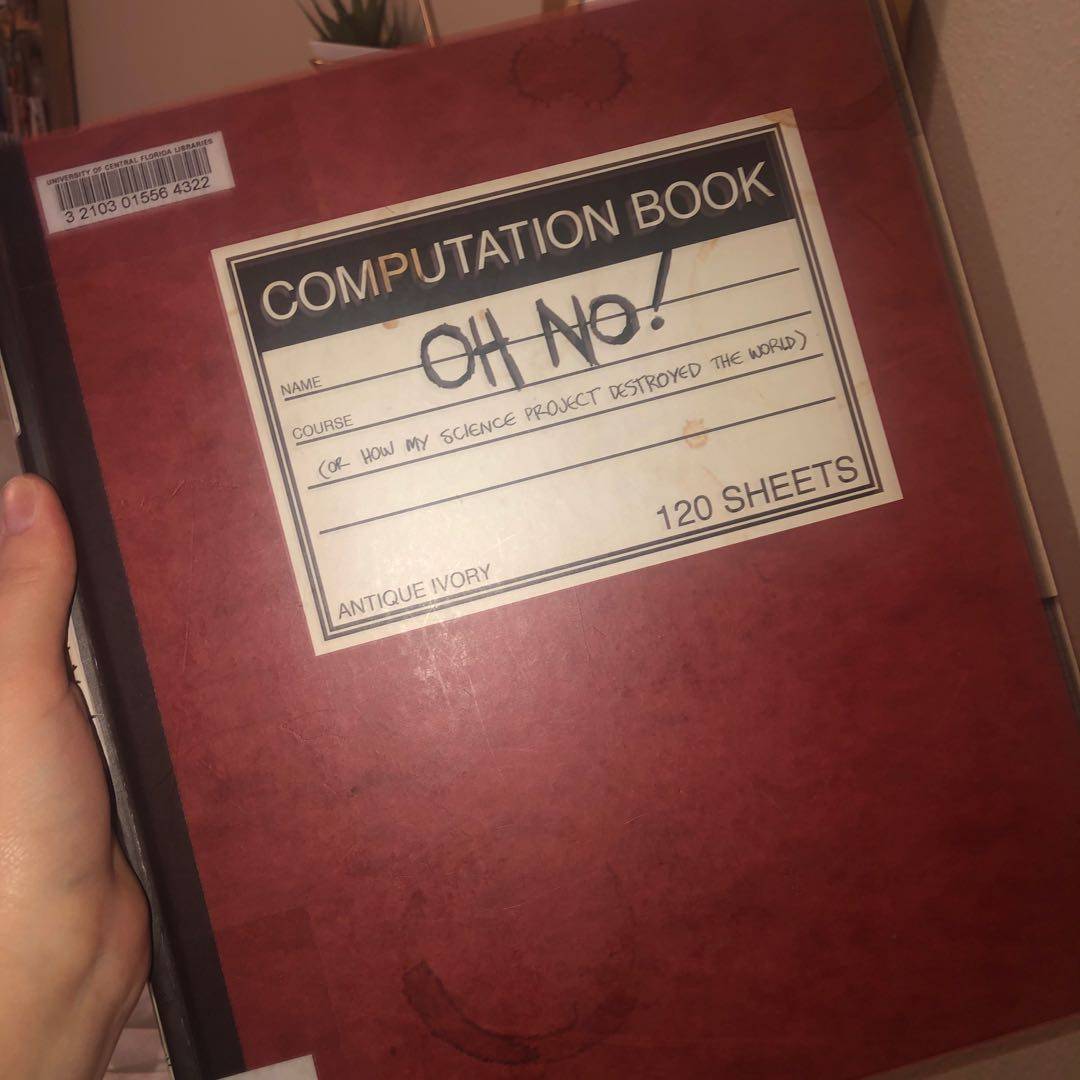 UNIVERSITY OF CENTRAL FLORIDA LIBRARIES
3 2103 01556 4322
COMPUTATION BOOK
OH NO!
NAME
COURSE
(OR HOW MY SCIENCE PROJECT DESTROYED THE WORLD)
120 SHEETS
ANTIQUE IVORY